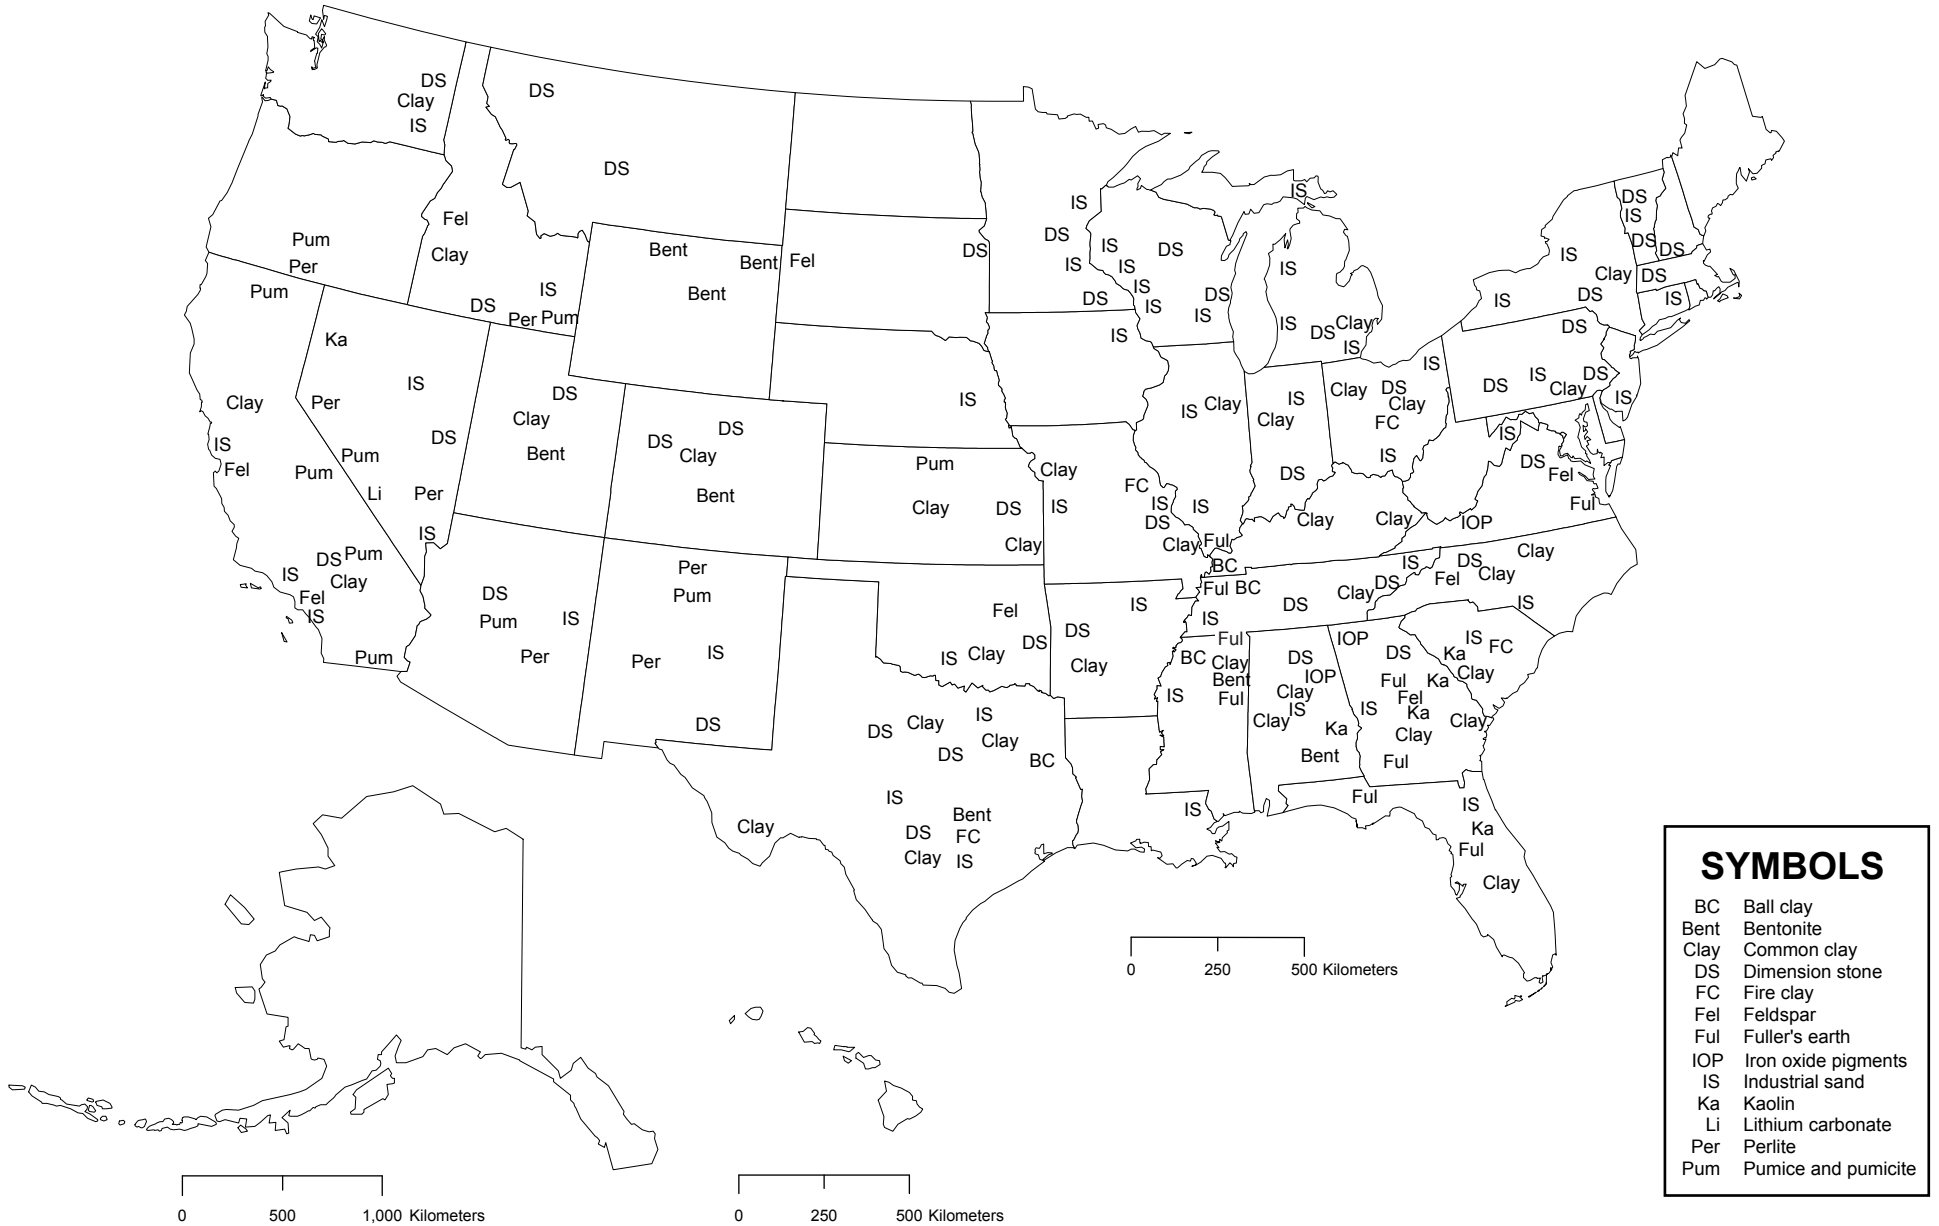 DS
Clay
IS
DS
DS
Fel
Clay
IS
DS
Per Pum
Pum
Per
Pum
Ka
IS
Per
DS
Pum
Li
Per
IS
Clay
IS
Fel
Pum
DS Pum
IS
Clay
Fel
IS
Pum
Bent
Bent
Bent
Fel
DS
DS
Clay
Bent
DS
DS
Clay
Bent
DS
Pum
IS
Per
Per
Pum
Per
IS
DS
IS
Pum
Clay
DS
Clay
Fel
DS
IS Clay
DS
Clay
IS
Clay
DS
BC
IS
Bent
DS
FC
Clay
IS
Clay
IS
DS
IS
DS
IS
Clay
IS
FC
IS
DS
Clay
IS
DS
Clay
IS
IS
DS
IS
IS
IS
DS
IS
IS
IS
IS
DS
Clay
IS
IS Clay
IS
Ful
IS
Clay
DS
IS
Clay
DS
Clay
FC
IS
Clay
Clay
BC
Ful BC
IS
DS
Clay
DS
IS
Ful
BC
Clay
Bent
IS
Ful
DS
IOP
Clay
IS
Clay
Ka
Bent
IOP
DS
Ful
Ka
Fel
IS
Ka
Clay
Clay
Ful
Ful
IS
Ka
Ful
Clay
IS
FC
Ka
Clay
DS
Clay
Fel
Clay
IS
IS
DS
Fel
Ful
IOP
DS
DS
IS
DS
Clay
IS
IS
Clay
IS
DS
DS
IS
DS
DS
DS
IS
0 250 500 Kilometers
0 500 1,000 Kilometers
0 250 500 Kilometers
SYMBOLS
BC Ball clay
Bent Bentonite
Clay Common clay
DS Dimension stone
FC Fire clay
Fel Feldspar
Ful Fuller's earth
IOP Iron oxide pigments
IS Industrial sand
Ka Kaolin
Li Lithium carbonate
Per Perlite
Pum Pumice and pumicite